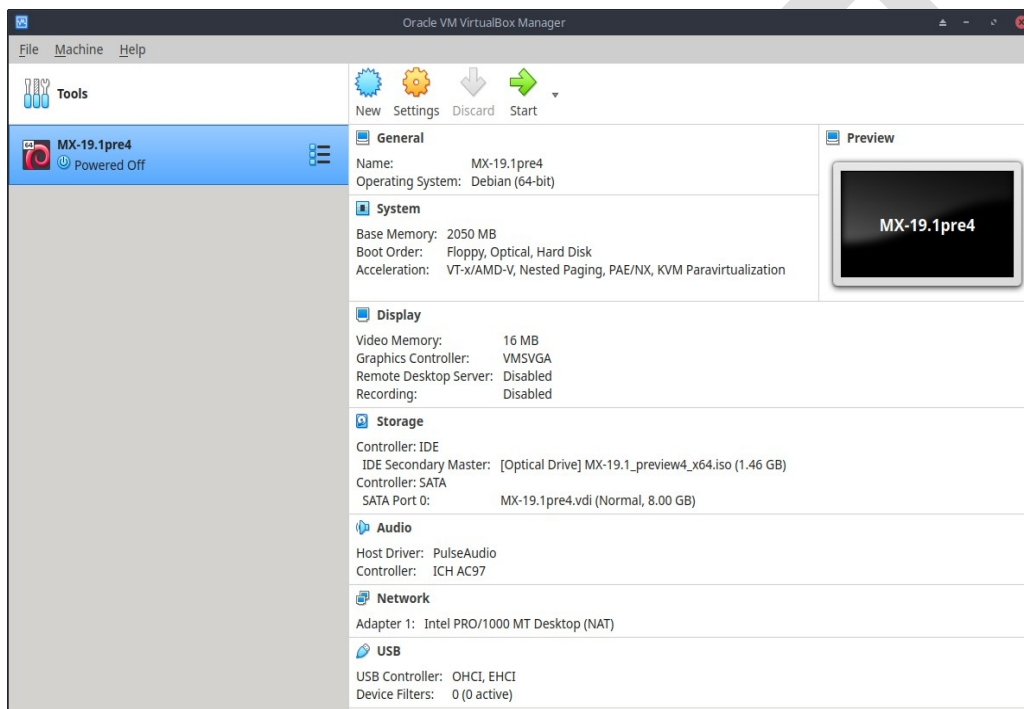 Oracle VM VirtualBox Manager
File Machine Help
Tools
New Settings Discard Start
64
MX-19.1pre4
Powered Off
General
Name: MX-19.1pre4
Operating System: Debian (64-bit)
Preview
MX-19.1pre4
System
Base Memory: 2050 MB
Boot Order: Floppy, Optical, Hard Disk
Acceleration: VT-x/AMD-V, Nested Paging, PAE/NX, KVM Paravirtualization
Display
Video Memory: 16 MB
Graphics Controller: VMSVGA
Remote Desktop Server: Disabled
Recording: Disabled
Storage
Controller: IDE
IDE Secondary Master: [Optical Drive] MX-19.1_preview4_x64.iso (1.46 GB)
Controller: SATA
SATA Port 0: MX-19.1pre4.vdi (Normal, 8.00 GB)
Audio
Host Driver: PulseAudio
Controller: ICH AC97
Network
Adapter 1: Intel PRO/1000 MT Desktop (NAT)
USB
USB Controller: OHCI, EHCI
Device Filters: 0 (0 active)